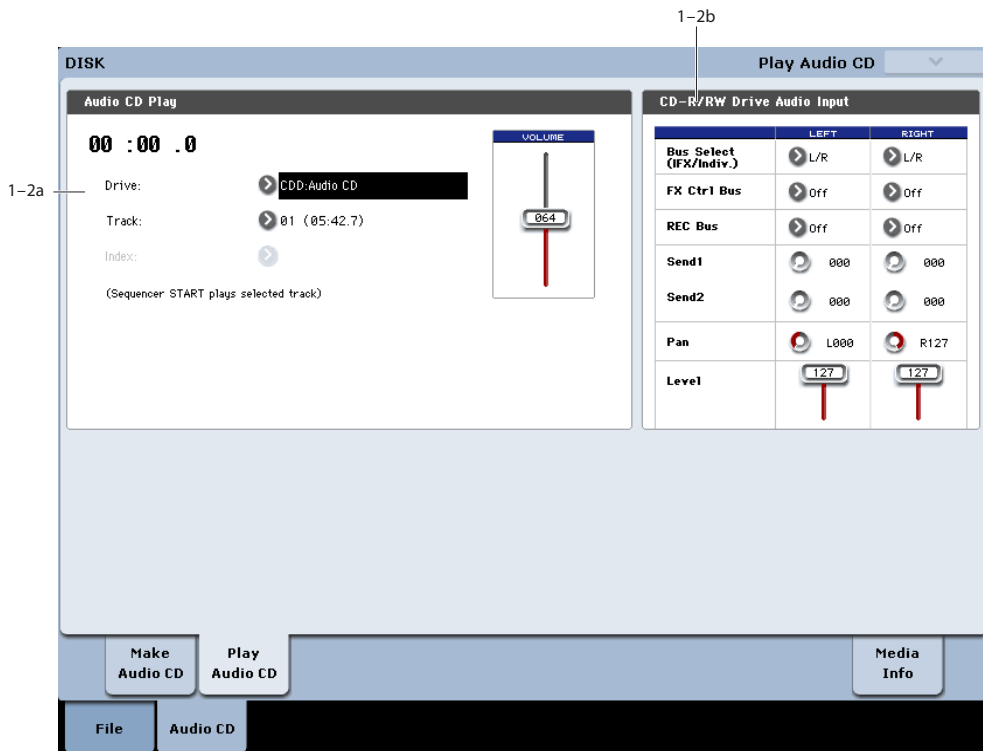 1–2b
DISK
Play Audio CD
Audio CD Play
CD-R/RW Drive Audio Input
00 :00 .0
VOLUME
064
1–2a
Drive:
CDD:Audio CD
Track:
01 (05:42.7)
Index:
(Sequencer START plays selected track)
LEFT RIGHT
Bus Select
(IFX/Indiv.) L/R L/R
FX Ctrl Bus Off Off
REC Bus Off Off
Send1 000 000
Send2 000 000
Pan L000 R127
Level 127 127
Make
Audio CD
Play
Audio CD
Media
Info
File
Audio CD